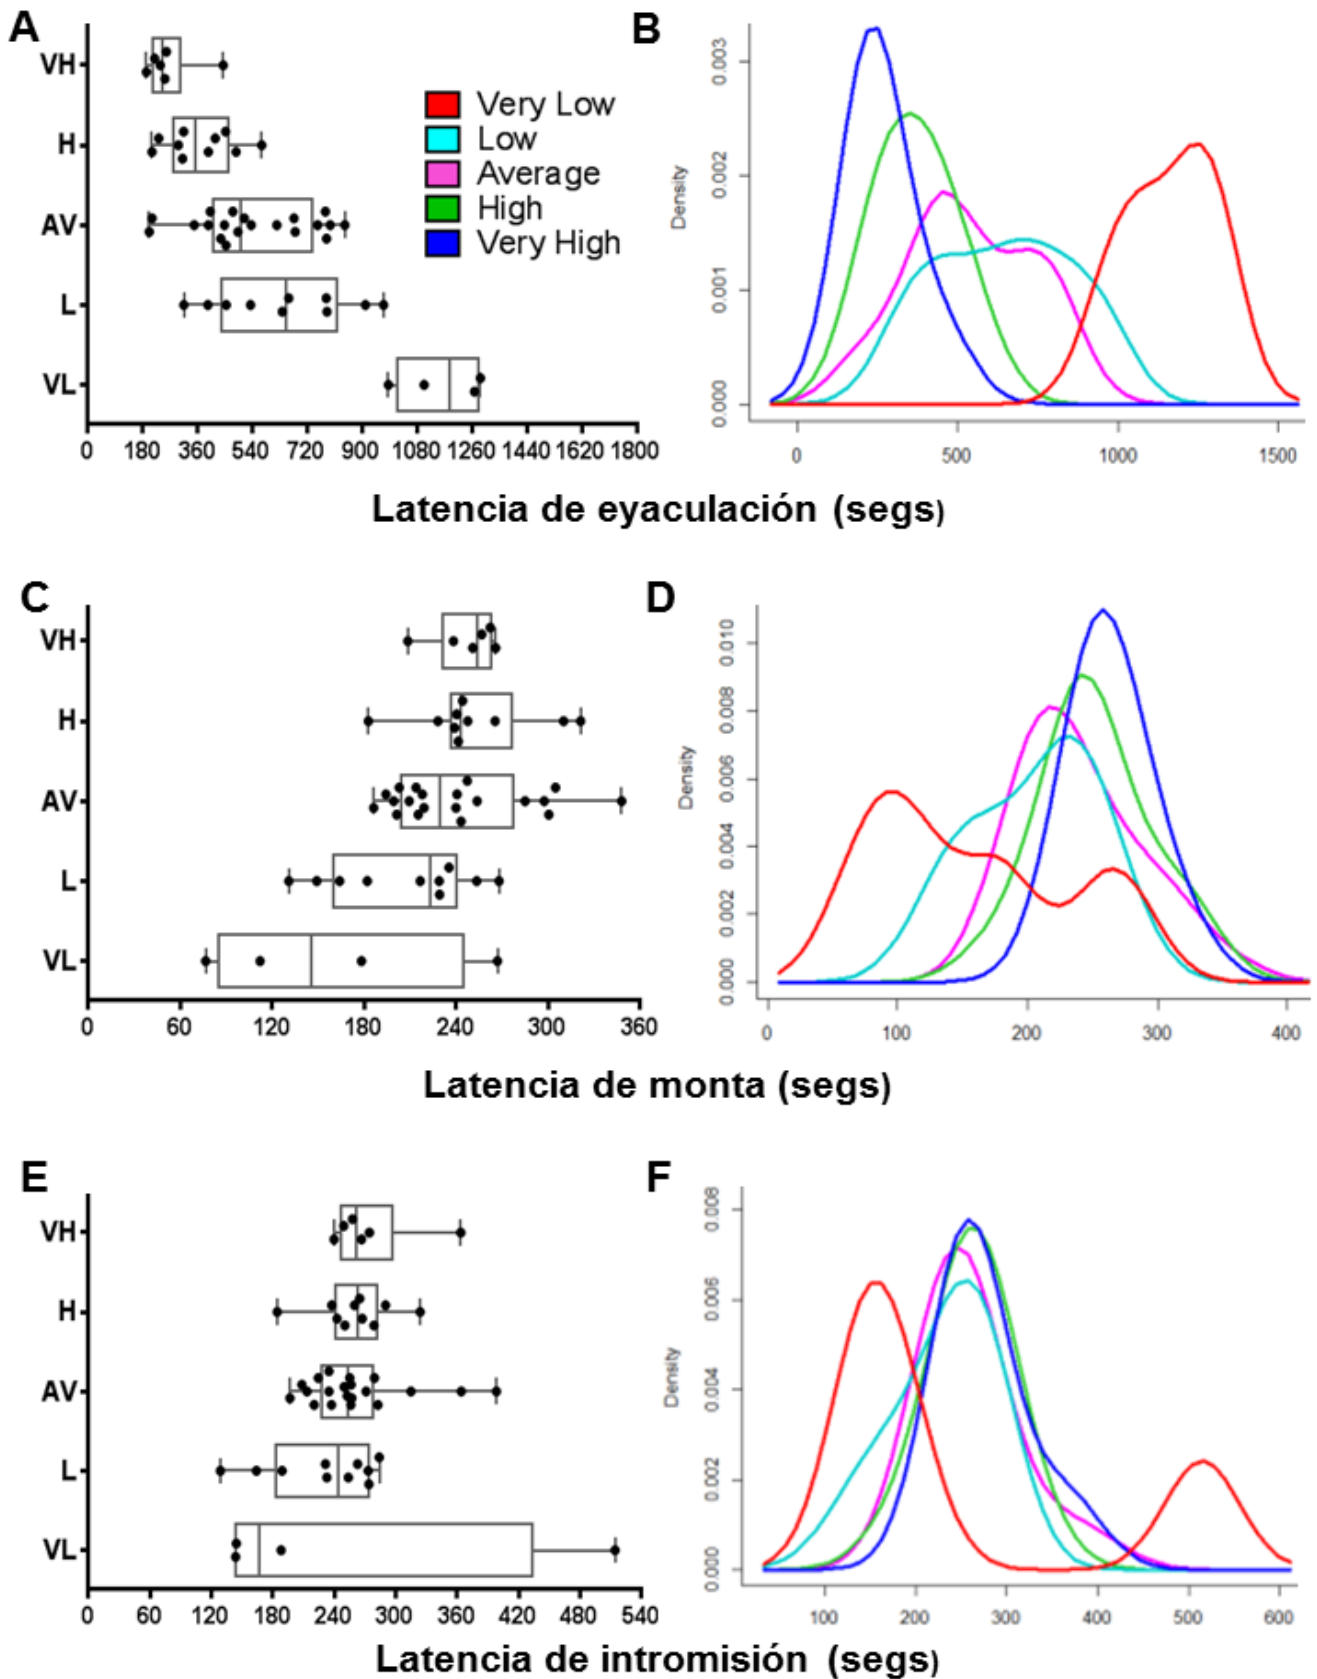 A
VH
H
AV
L
VL
0 180 360 540 720 900 1080 1260 1440 1620 1800
Very Low
Low
Average
High
Very High
B
Density
0.003
0.002
0.001
0.000
0 500 1000 1500
Latencia de eyaculación (segs)
C
VH
H
AV
L
VL
0 60 120 180 240 300 360
D
Density
0.010
0.008
0.006
0.004
0.002
0.000
0 100 200 300 400
Latencia de monta (segs)
E
VH
H
AV
L
VL
0 60 120 180 240 300 360 420 480 540
F
Density
0.008
0.006
0.004
0.002
0.000
100 200 300 400 500 600
Latencia de intromisión (segs)